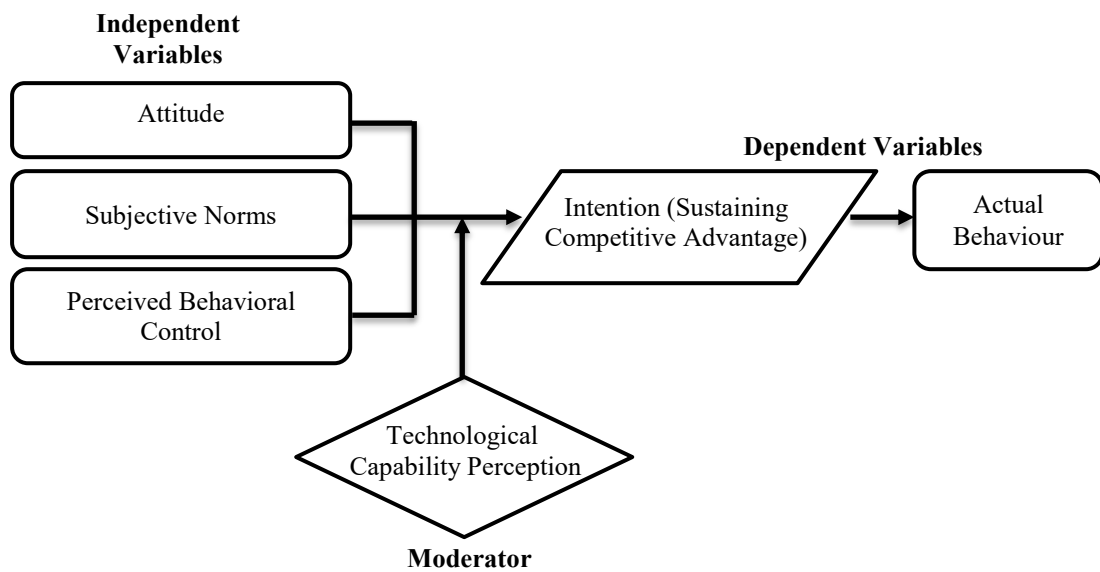 Independent
Variables
Attitude
Subjective Norms
Perceived Behavioral
Control
Dependent Variables
Intention (Sustaining
Competitive Advantage)
Actual
Behaviour
Technological
Capability Perception
Moderator